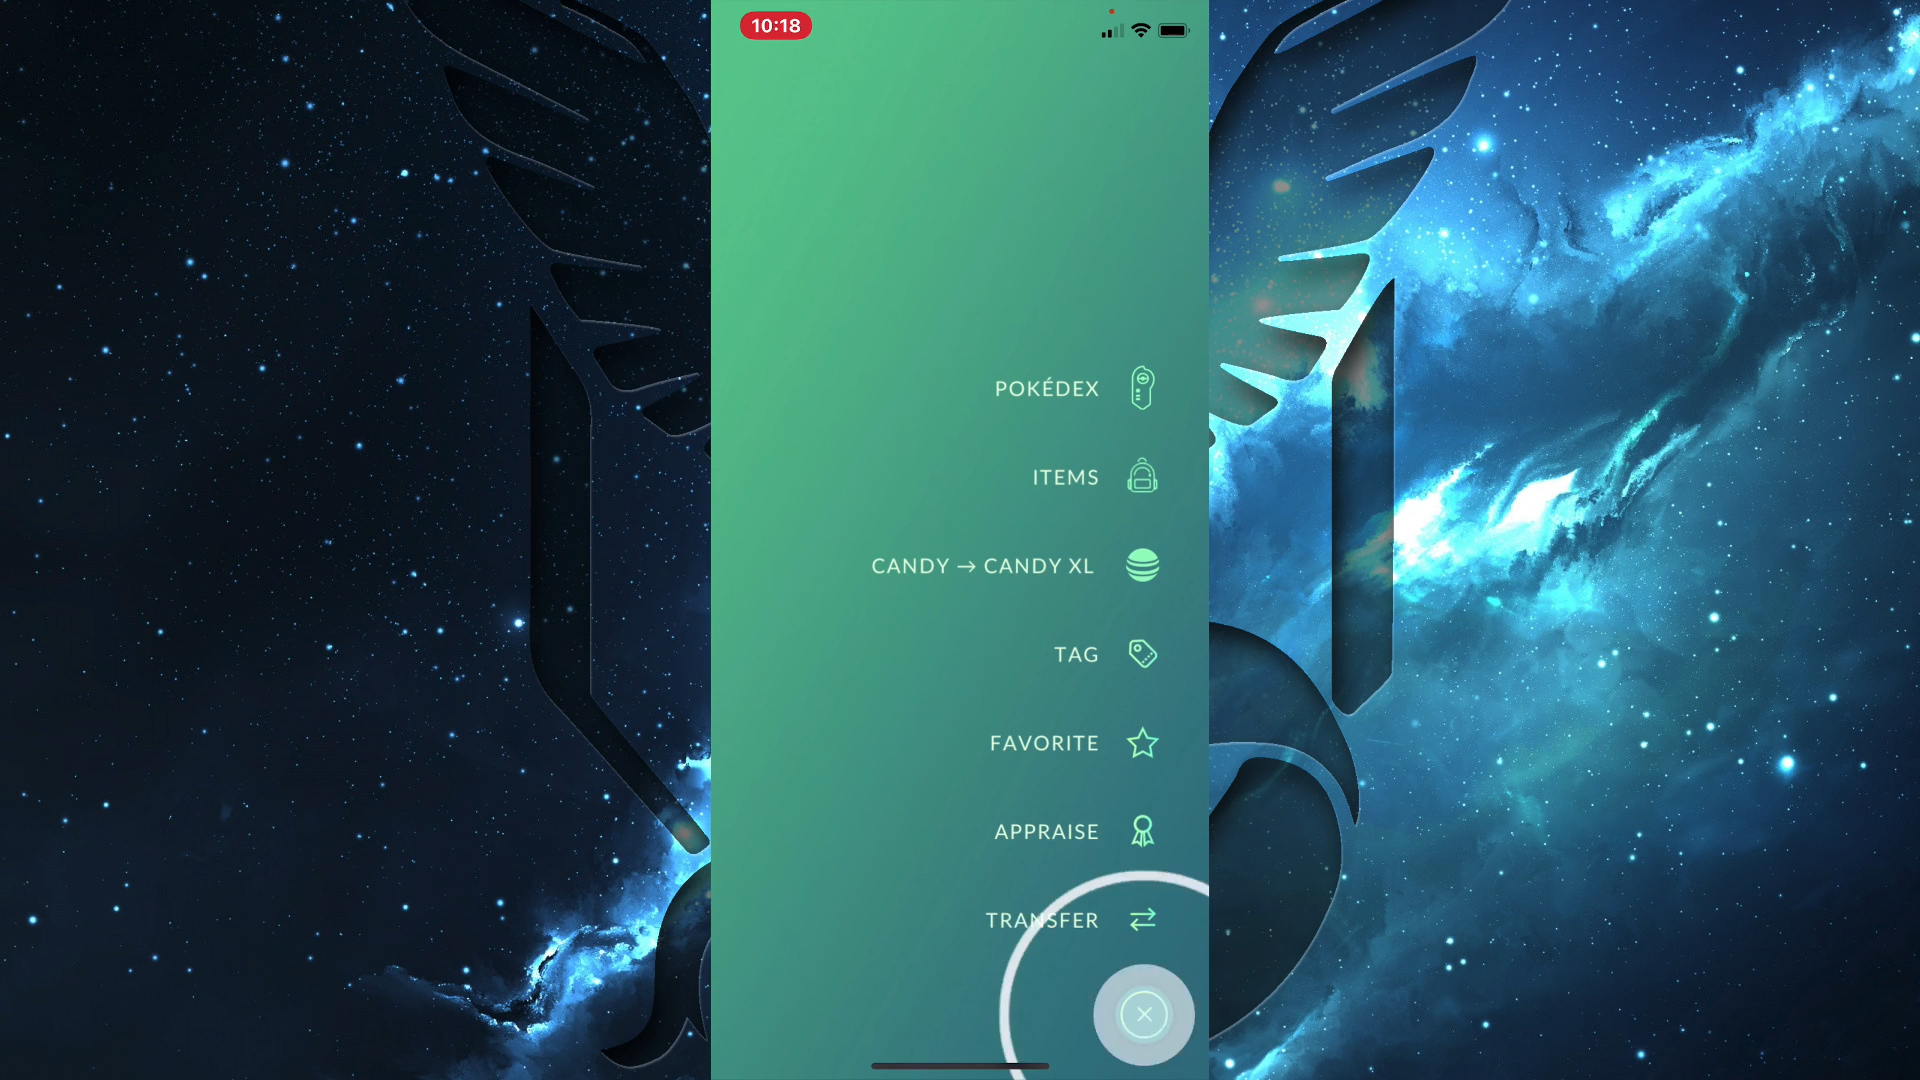 10:18
POKÉDEX
ITEMS
CANDY → CANDY XL
TAG
FAVORITE
APPRAISE
TRANSFER